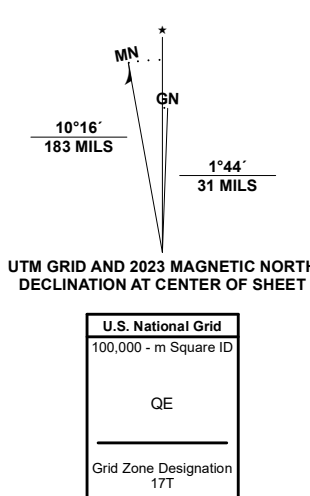 ★
MN
GN
10°16´
183 MILS
1°44´
31 MILS
UTM GRID AND 2023 MAGNETIC NORTH
DECLINATION AT CENTER OF SHEET
U.S. National Grid
100,000 - m Square ID
QE
Grid Zone Designation
17T